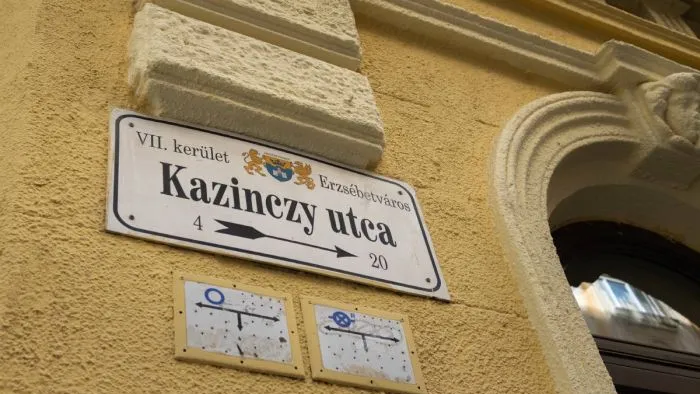 VII. kerület Erzsébetváros
Kazinczy utca
4 20